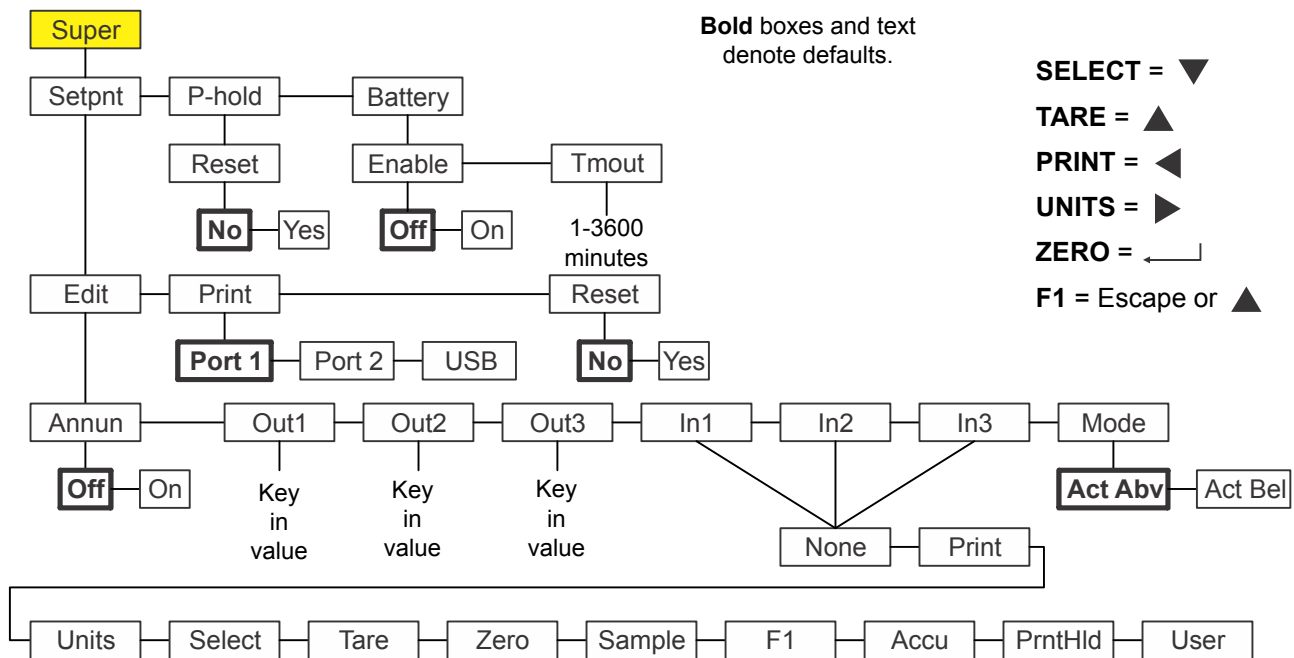 Super
Bold boxes and text
denote defaults.
SELECT =
TARE =
PRINT =
UNITS =
ZERO =
F1 = Escape or
Setpnt P-hold Battery
Reset Enable Tmout
No Yes Off On 1-3600
minutes
Edit Print Reset
Port 1 Port 2 USB No Yes
Annun Out1 Out2 Out3 In1 In2 In3 Mode
Off On Key Key Key Act Abv Act Bel
in in in
value value value
None Print
Units Select Tare Zero Sample F1 Accu PrntHld User